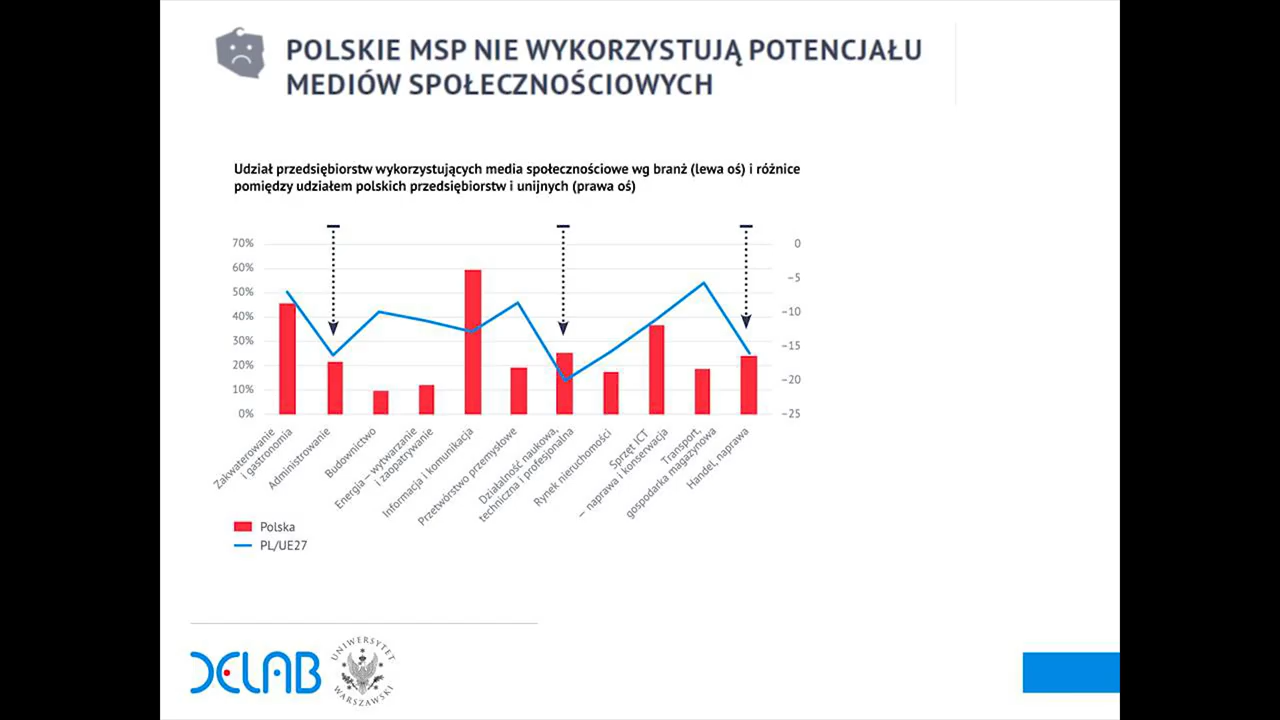 POLSKIE MSP NIE WYKORZYSTUJĄ POTENCJAŁU
MEDIÓW SPOŁECZNOŚCIOWYCH
Udział przedsiębiorstw wykorzystujących media społecznościowe wg branż (lewa oś) i różnice
pomiędzy udziałem polskich przedsiębiorstw i unijnych (prawa oś)
70%
60%
50%
40%
30%
20%
10%
0%
0
−5
−10
−15
−20
−25
Zakwaterowanie
i gastronomia
Administrowanie
Budownictwo
Energia – wytwarzanie
i zaopatrywanie
Informacja i komunikacja
Przetwórstwo przemysłowe
Działalność naukowa,
techniczna i profesjonalna
Rynek nieruchomości
Sprzęt ICT
– naprawa i konserwacja
Transport,
gospodarka magazynowa
Handel, naprawa
Polska
PL/UE27
DELAB
UNIWERSYTET
WARSZAWSKI